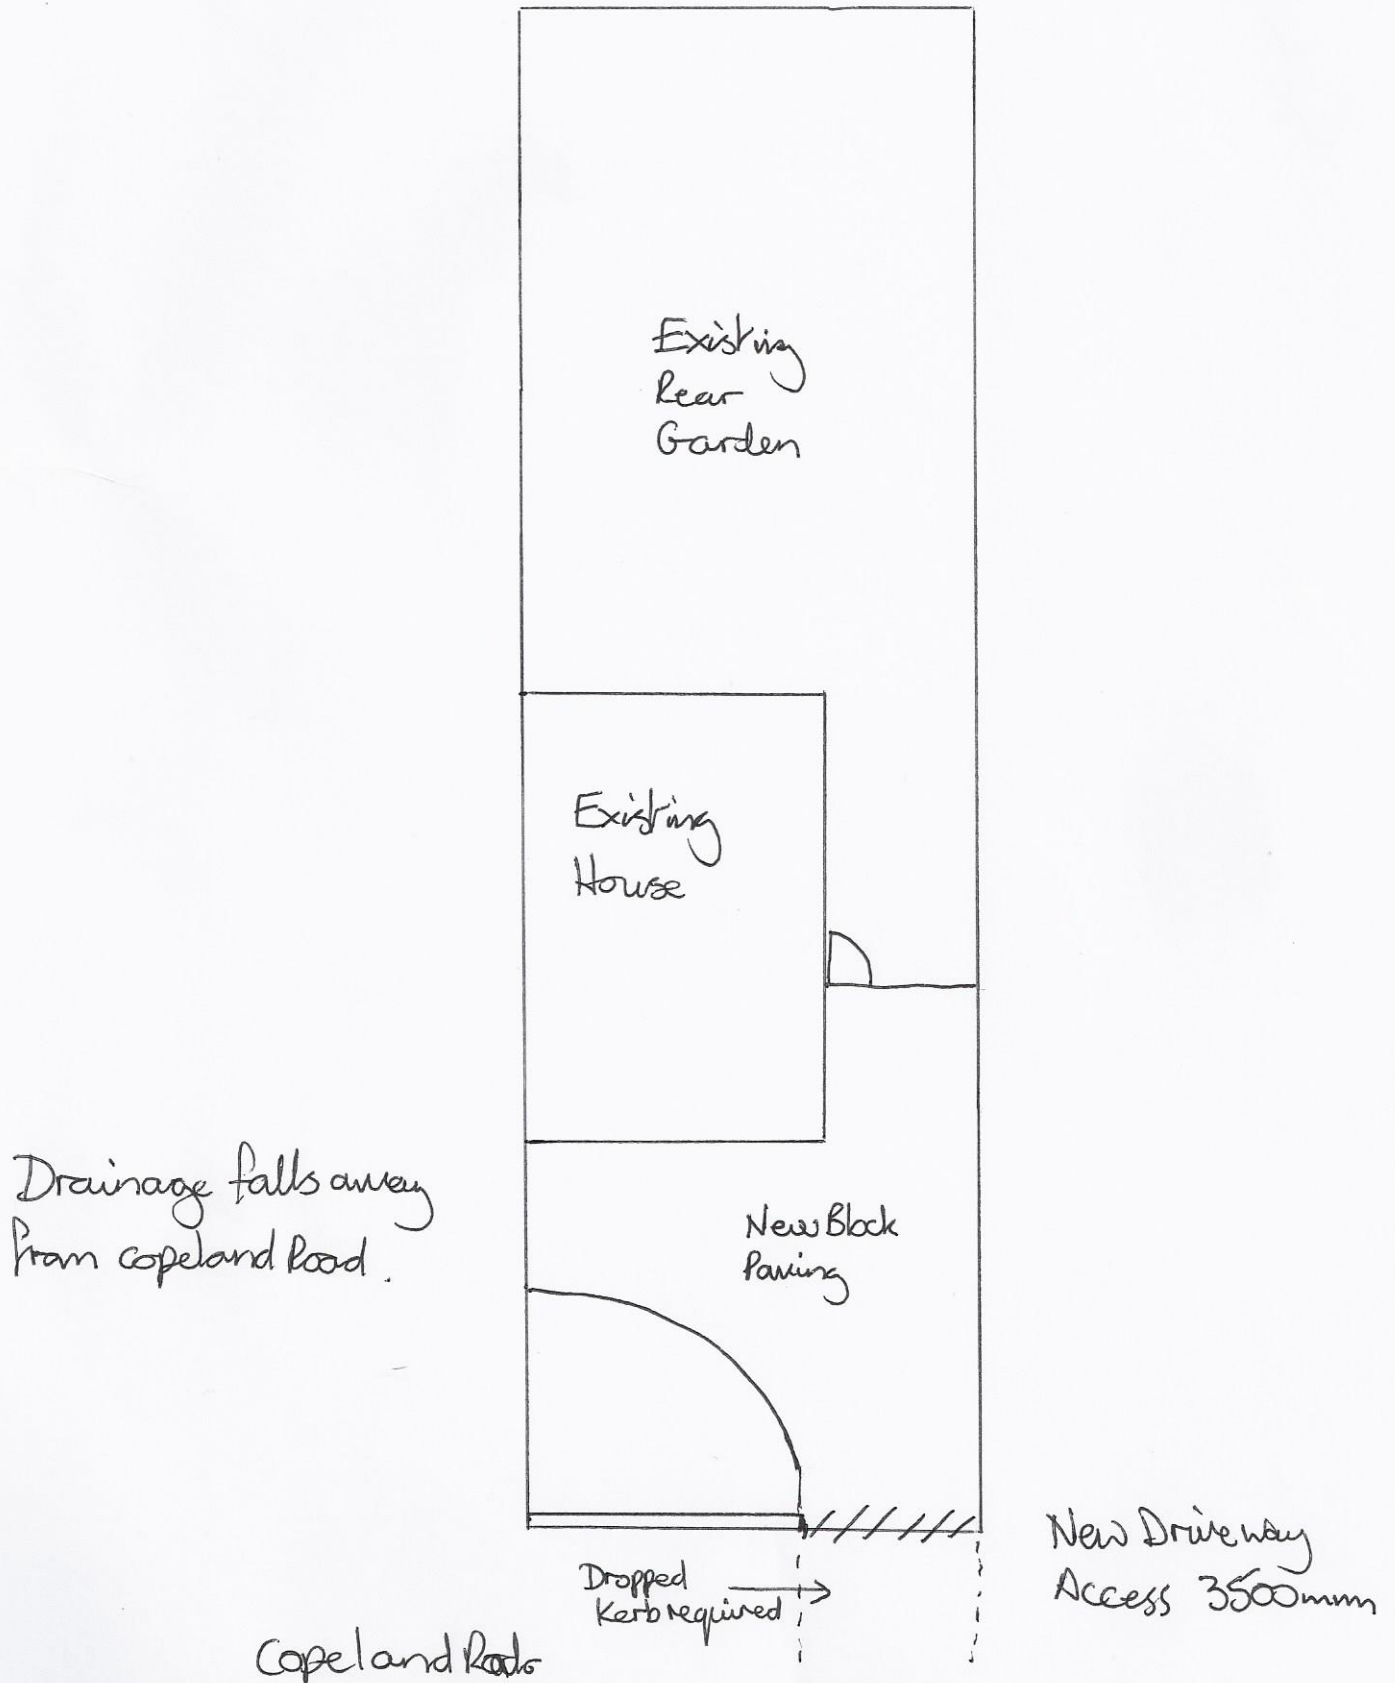 Existing
Rear
Garden
Existing
House
Drainage falls away
from copeland Road.
New Block
Paving
New Driveway
Access 3500mm
Dropped
Kerb required
Copeland Road